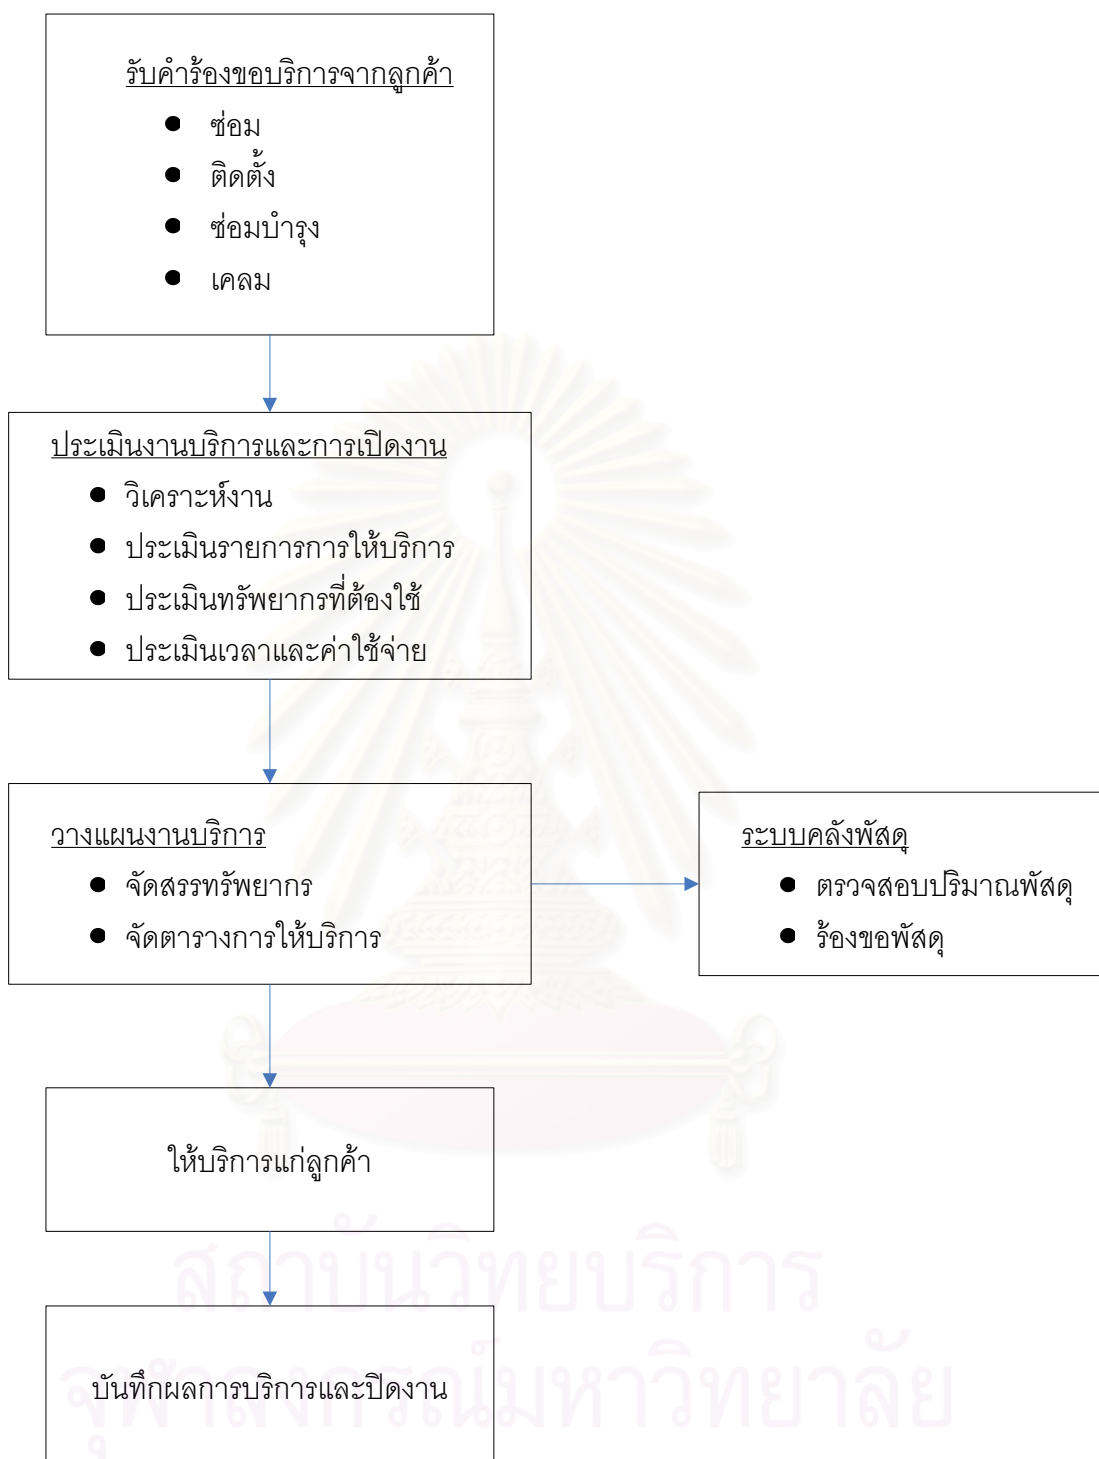 รับคำร้องขอบริการจากลูกค้า
● ซ่อม
● ติดตั้ง
● ซ่อมบำรุง
● เคลม
ประเมินงานบริการและการเปิดงาน
● วิเคราะห์งาน
● ประเมินรายการการให้บริการ
● ประเมินทรัพยากรที่ต้องใช้
● ประเมินเวลาและค่าใช้จ่าย
วางแผนงานบริการ
● จัดสรรทรัพยากร
● จัดตารางการให้บริการ
ระบบคลังพัสดุ
● ตรวจสอบปริมาณพัสดุ
● ร้องขอพัสดุ
ให้บริการแก่ลูกค้า
สถาบันวิทยบริการ
บันทึกผลการบริการและปิดงาน
จุฬาลงกรณ์มหาวิทยาลัย